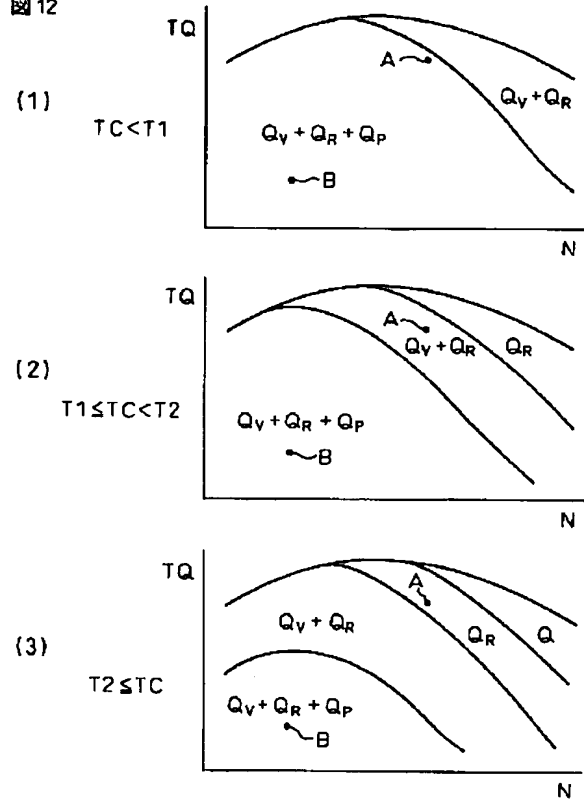 図12
TQ
(1)
TC<T1
A
Qv+QR
Qv+QR+QP
B
N
TQ
(2)
T1≦TC<T2
A
Qv+QR
QR
Qv+QR+QP
B
N
TQ
(3)
T2≦TC
A
Qv+QR
QR
Q
Qv+QR+QP
B
N